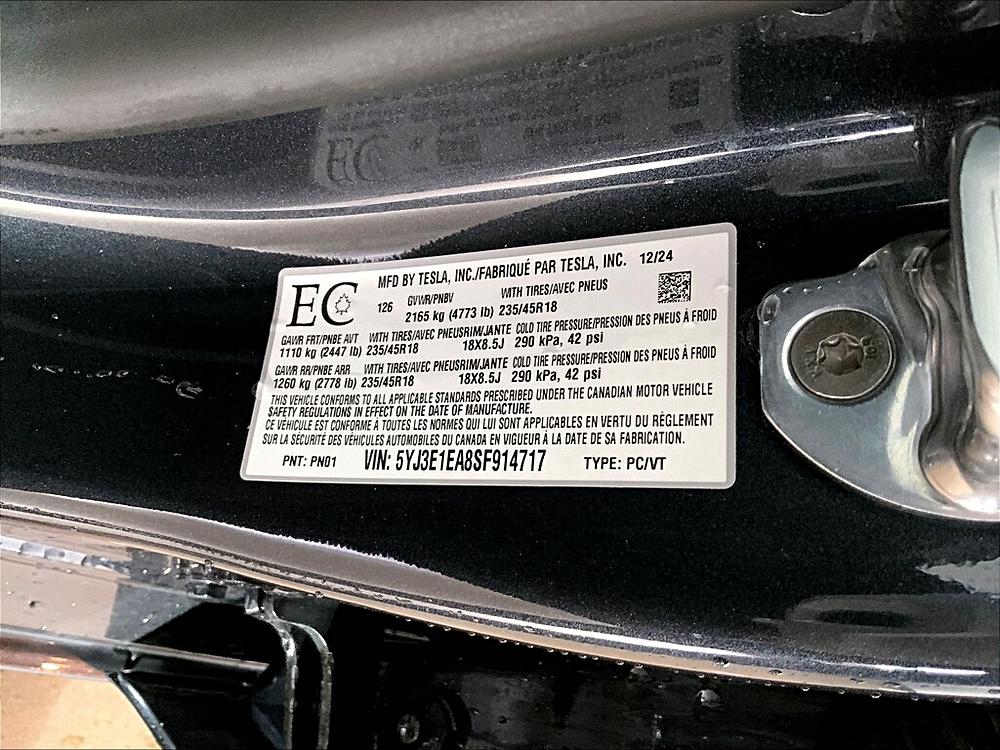 MFD BY TESLA, INC./FABRIQUÉ PAR TESLA, INC. 12/24
EC
126 GVWR/PNBV WITH TIRES/AVEC PNEUS
2165 kg (4773 lb) 235/45R18
GAWR FRT/PNBE AVT WITH TIRES/AVEC PNEUSRIM/JANTE COLD TIRE PRESSURE/PRESSION DES PNEUS À FROID
1110 kg (2447 lb) 235/45R18 18X8.5J 290 kPa, 42 psi
GAWR RR/PNBE ARR WITH TIRES/AVEC PNEUSRIM/JANTE COLD TIRE PRESSURE/PRESSION DES PNEUS À FROID
1260 kg (2778 lb) 235/45R18 18X8.5J 290 kPa, 42 psi
THIS VEHICLE CONFORMS TO ALL APPLICABLE STANDARDS PRESCRIBED UNDER THE CANADIAN MOTOR VEHICLE
SAFETY REGULATIONS IN EFFECT ON THE DATE OF MANUFACTURE.
CE VÉHICULE EST CONFORME À TOUTES LES NORMES QUI LUI SONT APPLICABLES EN VERTU DU RÈGLEMENT
SUR LA SÉCURITÉ DES VÉHICULES AUTOMOBILES DU CANADA EN VIGUEUR À LA DATE DE SA FABRICATION.
PNT: PN01 VIN: 5YJ3E1EA8SF914717 TYPE: PC/VT